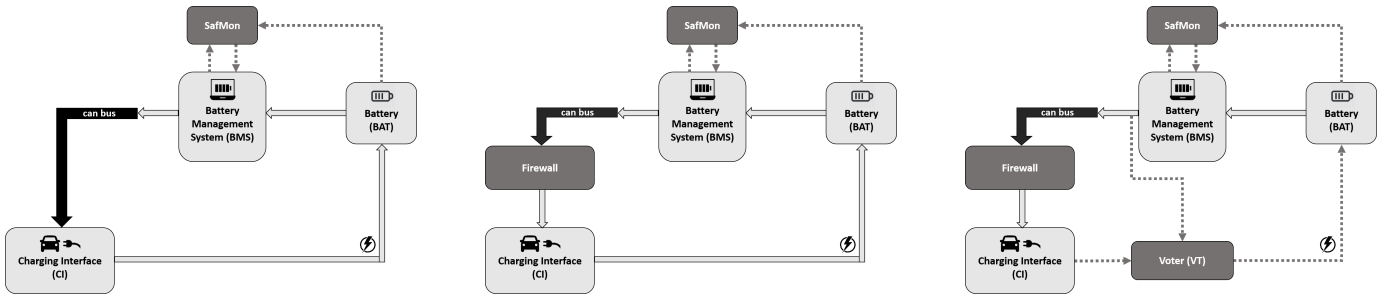 SafMon
Battery
Management
System (BMS)
Battery
(BAT)
can bus
Charging Interface
(CI)
SafMon
Battery
Management
System (BMS)
Battery
(BAT)
can bus
Firewall
Charging Interface
(CI)
SafMon
Battery
Management
System (BMS)
Battery
(BAT)
can bus
Firewall
Charging Interface
(CI)
Voter (VT)